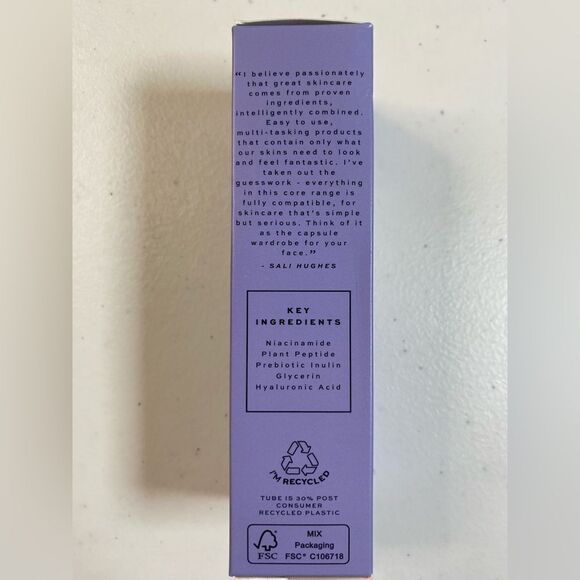 “I believe passionately
that great skincare
comes from proven
ingredients,
intelligently combined.
Easy to use,
multi-tasking products
that contain only what
our skins need to look
and feel fantastic. I've
taken out the
guesswork - everything
in this core range is
fully compatible, for
skincare that's simple
but serious. Think of it
as the capsule
wardrobe for your
face.”
- SALI HUGHES
KEY
INGREDIENTS
Niacinamide
Plant Peptide
Prebiotic Inulin
Glycerin
Hyaluronic Acid
I'M RECYCLED
TUBE IS 30% POST
CONSUMER
RECYCLED PLASTIC
FSC
MIX
Packaging
FSC® C106718